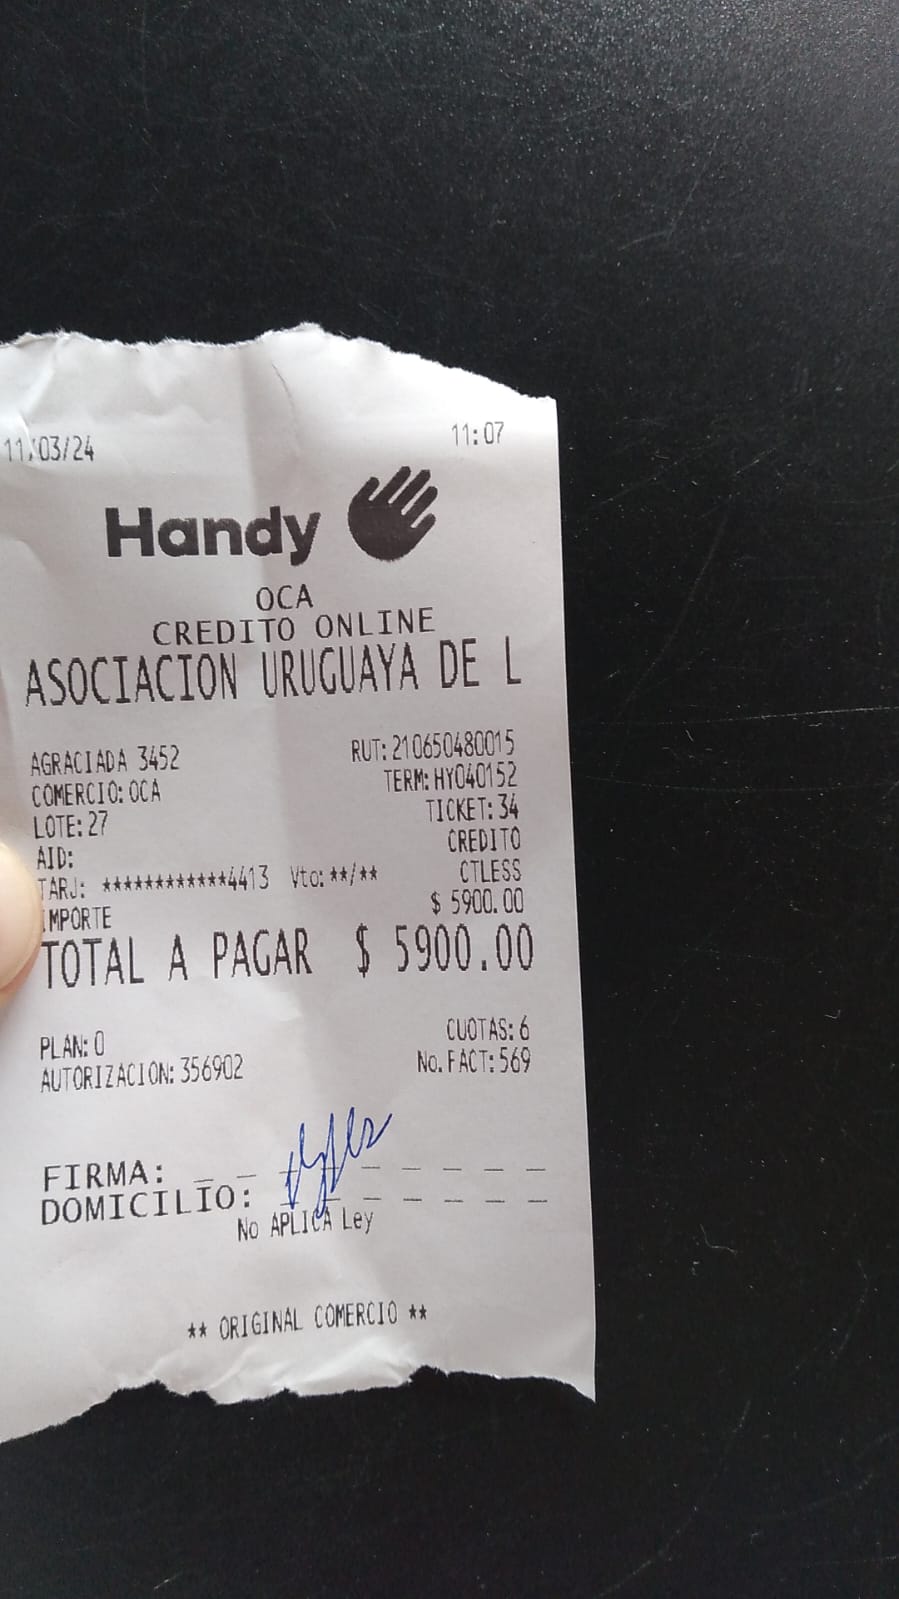 11/03/24 11:07
Handy
OCA
CREDITO ONLINE
ASOCIACION URUGUAYA DE L
AGRACIADA 3452 RUT: 210650480015
COMERCIO: OCA TERM: HY040152
LOTE: 27 TICKET: 34
AID: CREDITO
TARJ: ************4413 Vto: **/** CTLESS
IMPORTE $ 5900.00
TOTAL A PAGAR $ 5900.00
PLAN: 0 CUOTAS: 6
AUTORIZACION: 356902 No. FACT: 569
FIRMA: _ _ _ _ _ _ _ _
DOMICILIO: _ _ _ _ _ _ _
No APLICA Ley
** ORIGINAL COMERCIO **